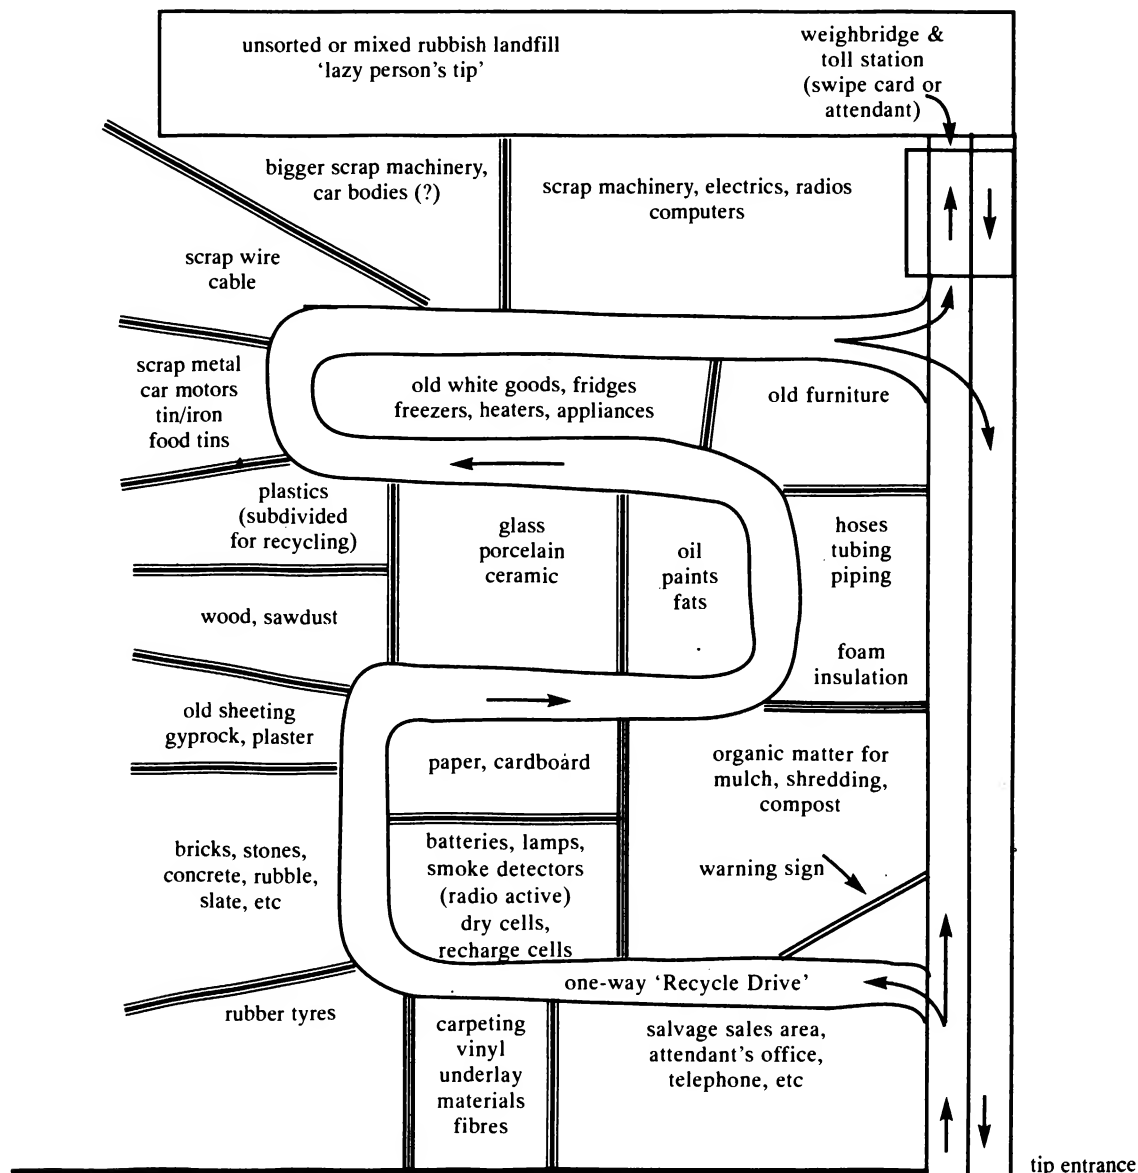 unsorted or mixed rubbish landfill
‘lazy person’s tip’
weighbridge &
toll station
(swipe card or
attendant)
bigger scrap machinery,
car bodies (?)
scrap machinery, electrics, radios
computers
scrap wire
cable
scrap metal
car motors
tin/iron
food tins
old white goods, fridges
freezers, heaters, appliances
old furniture
plastics
(subdivided
for recycling)
glass
porcelain
ceramic
oil
paints
fats
hoses
tubing
piping
wood, sawdust
foam
insulation
old sheeting
gyprock, plaster
paper, cardboard
organic matter for
mulch, shredding,
compost
bricks, stones,
concrete, rubble,
slate, etc
batteries, lamps,
smoke detectors
(radio active)
dry cells,
recharge cells
warning sign
one-way ‘Recycle Drive’
rubber tyres
carpeting
vinyl
underlay
materials
fibres
salvage sales area,
attendant’s office,
telephone, etc
tip entrance